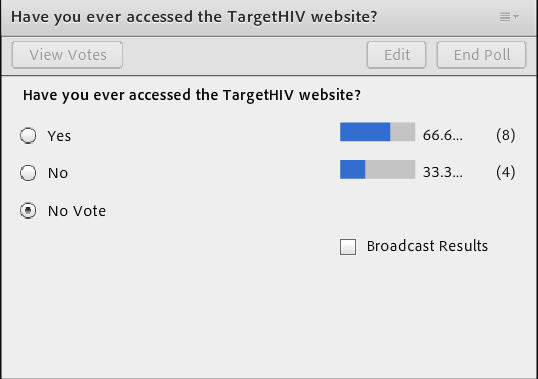 Have you ever accessed the TargetHIV website?
View Votes Edit End Poll
Have you ever accessed the TargetHIV website?
Yes 66.6... (8)
No 33.3... (4)
No Vote
Broadcast Results